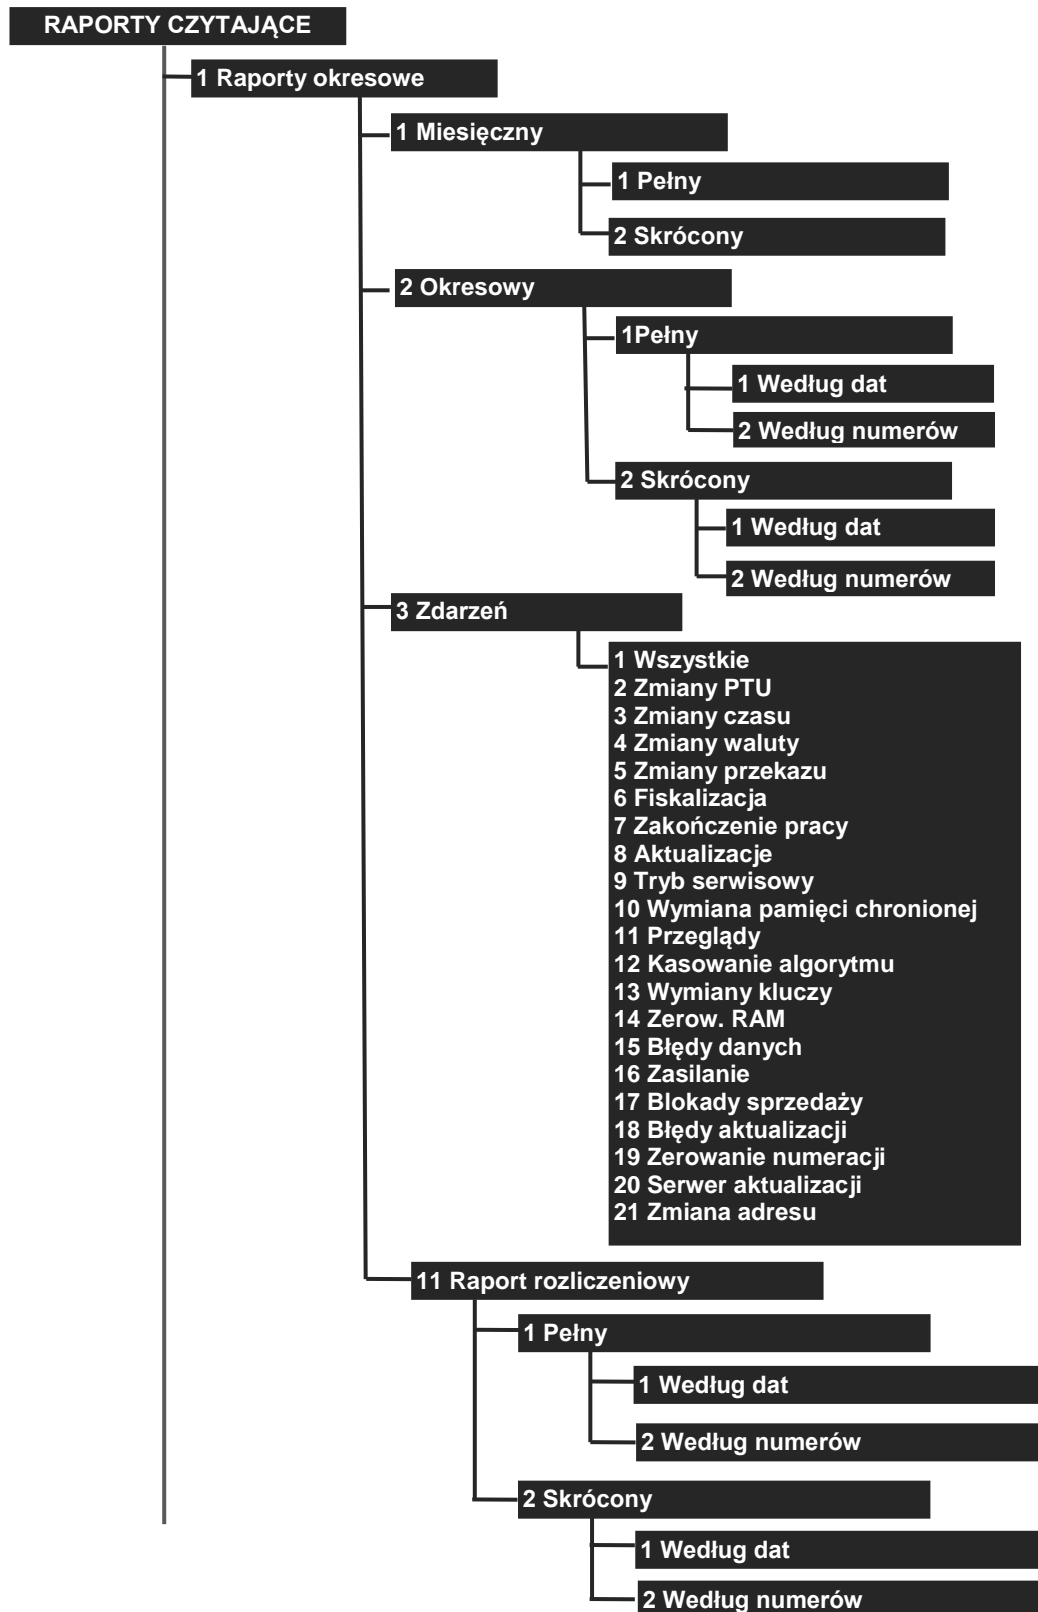 RAPORTY CZYTAJĄCE
1 Raporty okresowe
1 Miesięczny
1 Pełny
2 Skrócony
2 Okresowy
1Pełny
1 Według dat
2 Według numerów
2 Skrócony
1 Według dat
2 Według numerów
3 Zdarzeń
1 Wszystkie
2 Zmiany PTU
3 Zmiany czasu
4 Zmiany waluty
5 Zmiany przekazu
6 Fiskalizacja
7 Zakończenie pracy
8 Aktualizacje
9 Tryb serwisowy
10 Wymiana pamięci chronionej
11 Przeglądy
12 Kasowanie algorytmu
13 Wymiany kluczy
14 Zerow. RAM
15 Błędy danych
16 Zasilanie
17 Blokady sprzedaży
18 Błędy aktualizacji
19 Zerowanie numeracji
20 Serwer aktualizacji
21 Zmiana adresu
11 Raport rozliczeniowy
1 Pełny
1 Według dat
2 Według numerów
2 Skrócony
1 Według dat
2 Według numerów